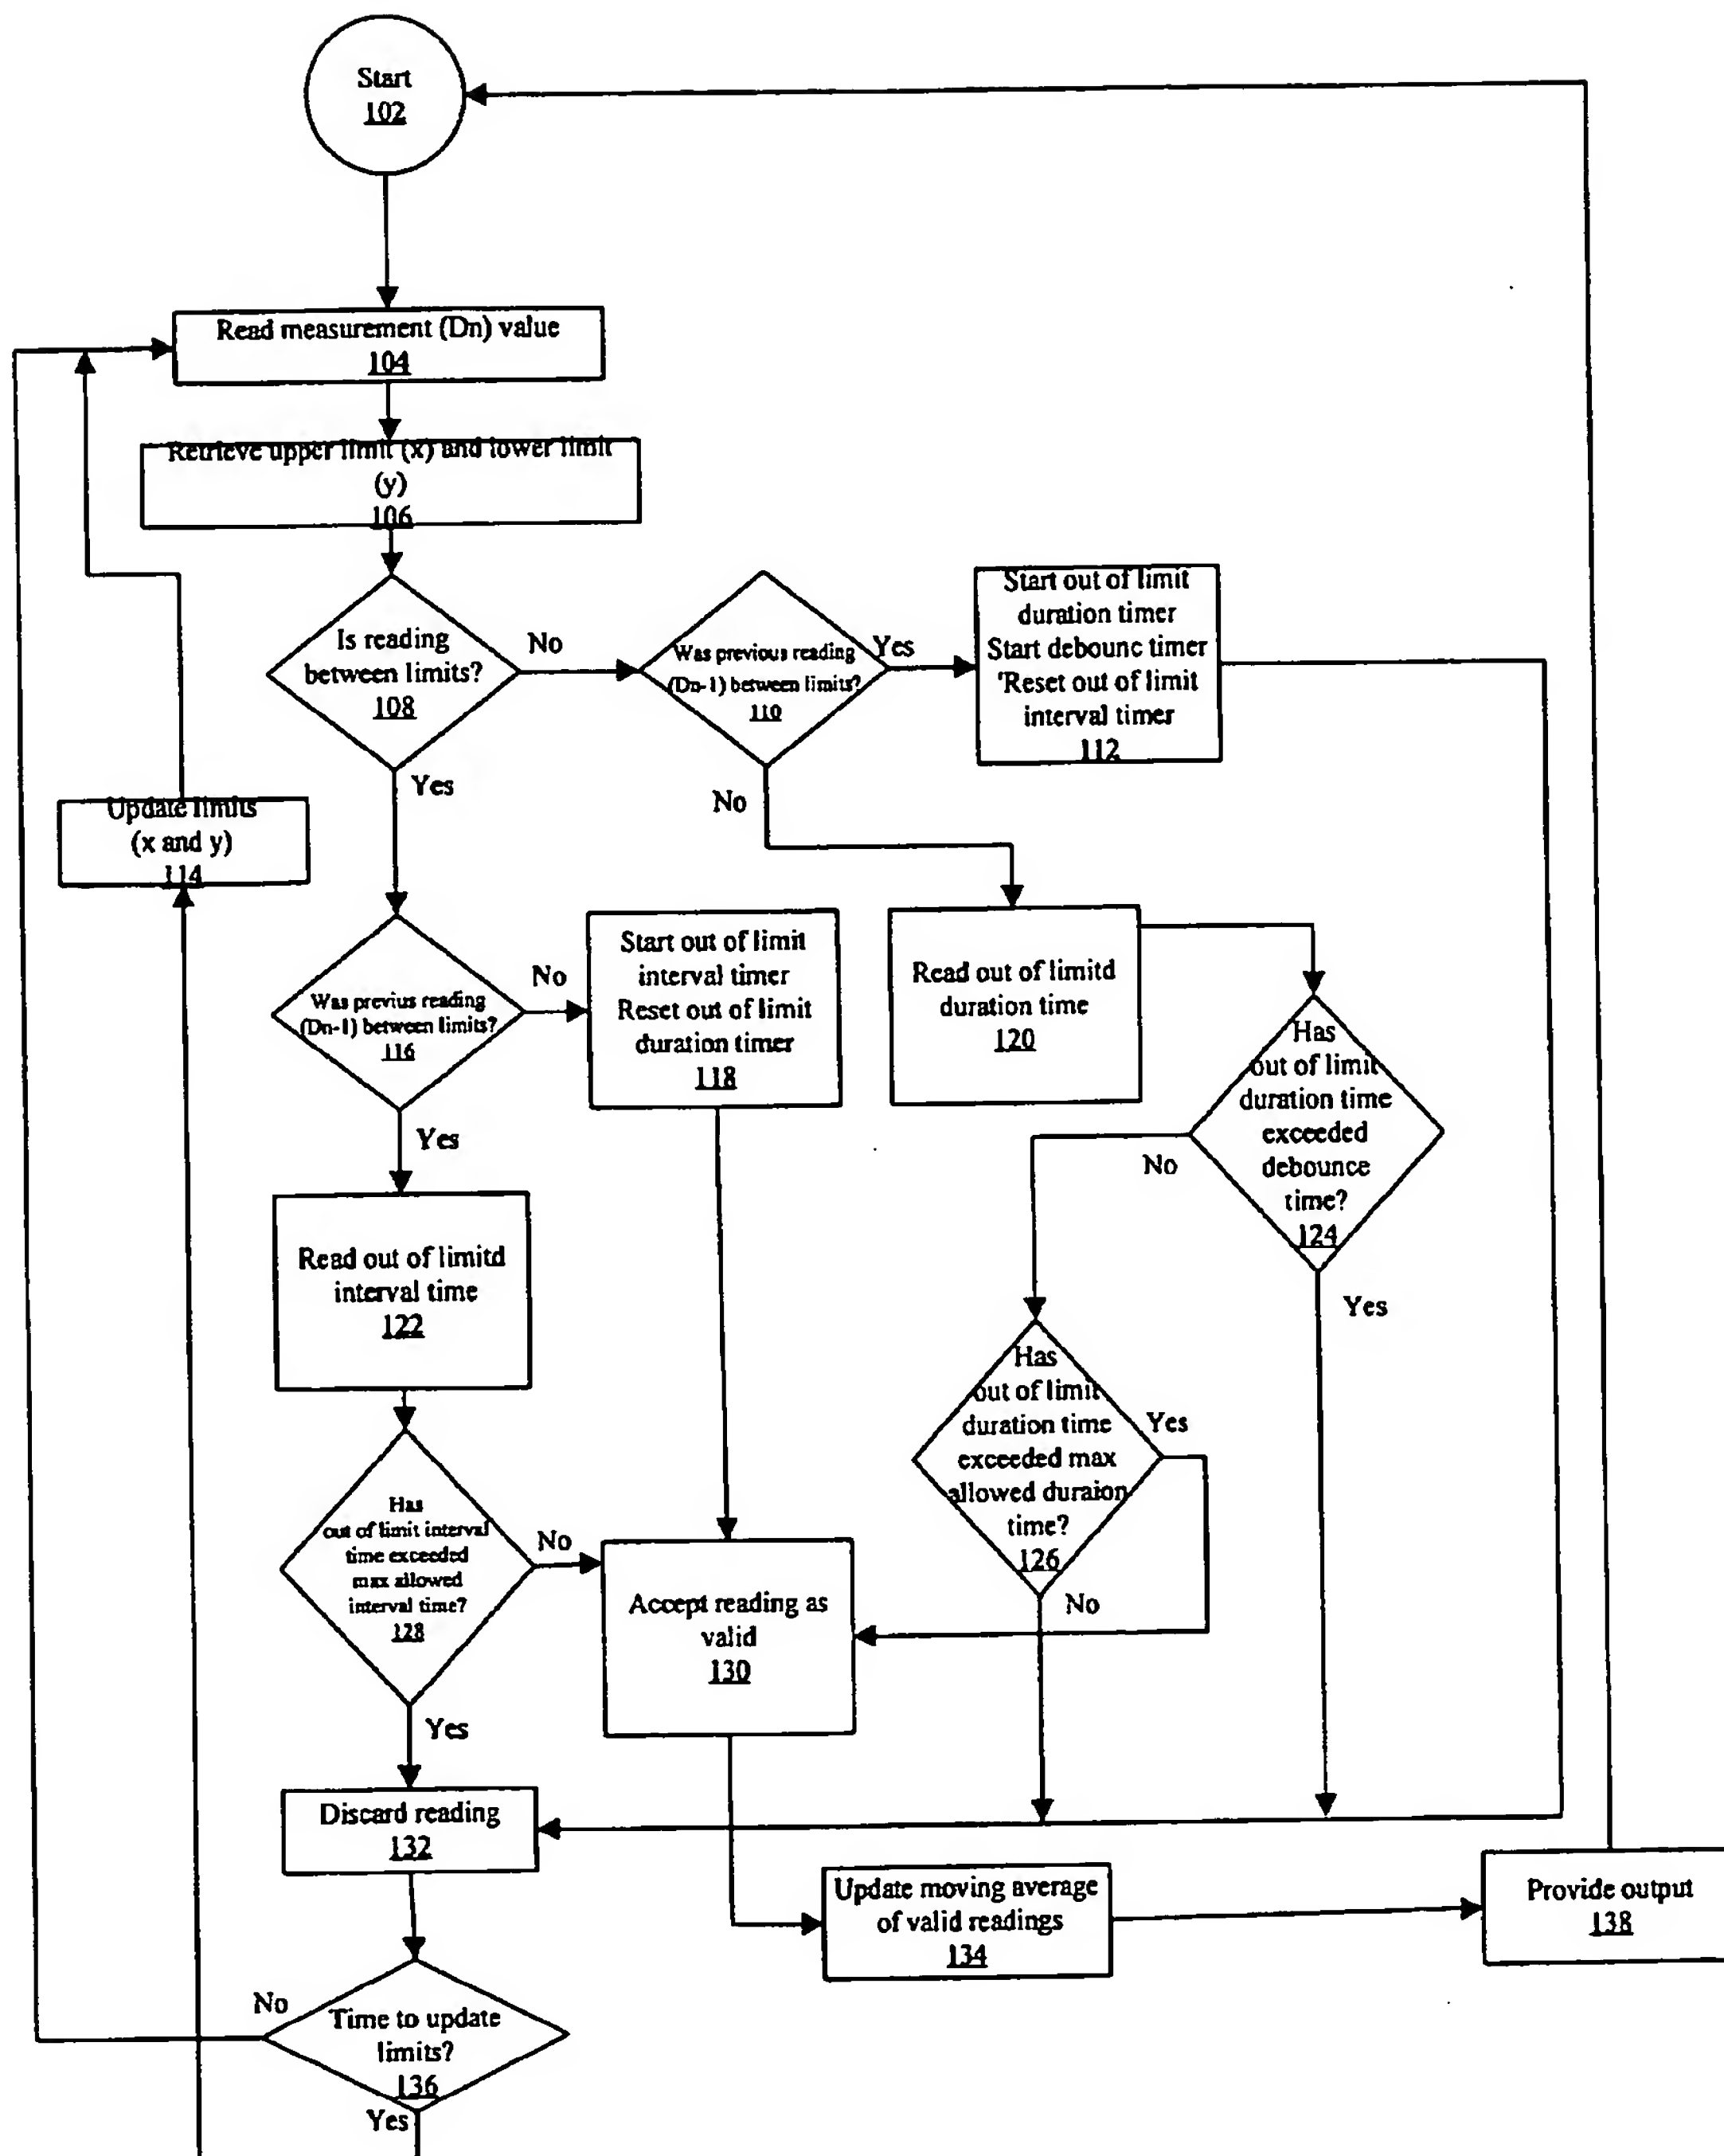 Start
102
Read measurement (Dn) value
104
Retrieve upper limit (x) and lower limit
(y)
106
Is reading
between limits?
108
No
Yes
Was previous reading
(Dn-1) between limits?
110
Yes
No
Start out of limit
duration timer
Start debounc timer
'Reset out of limit
interval timer
112
Update limits
(x and y)
114
Was previus reading
(Dn-1) between limits?
116
No
Yes
Start out of limit
interval timer
Reset out of limit
duration timer
118
Read out of limitd
duration time
120
Has
out of limit
duration time
exceeded
debounce
time?
124
No
Yes
Read out of limitd
interval time
122
Has
out of limit
duration time
exceeded max
allowed duraion
time?
126
Yes
No
Has
out of limit interval
time exceeded
max allowed
interval time?
128
No
Yes
Accept reading as
valid
130
Discard reading
132
Update moving average
of valid readings
134
Provide output
138
Time to update
limits?
136
No
Yes